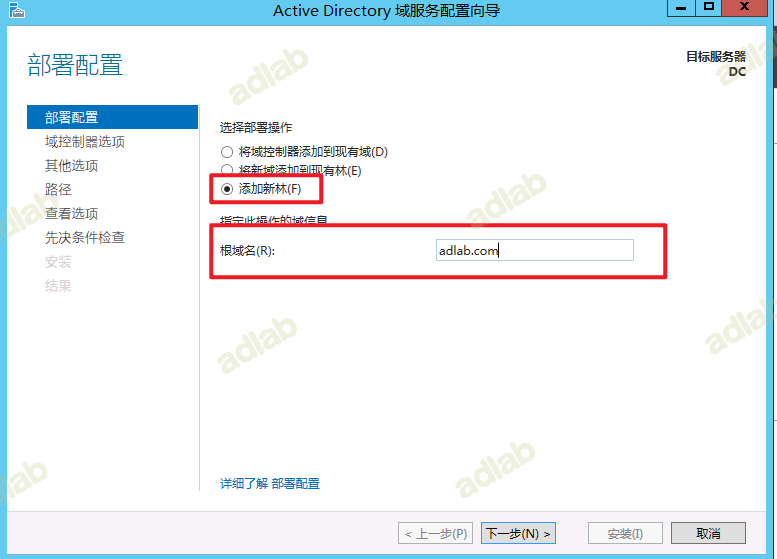 Active Directory 域服务配置向导
部署配置
目标服务器
DC
部署配置
域控制器选项
其他选项
路径
查看选项
先决条件检查
安装
结果
选择部署操作
将域控制器添加到现有域(D)
将新域添加到现有林(E)
添加新林(F)
指定此操作的域信息
根域名(R):
adlab.com
详细了解 部署配置
< 上一步(P)
下一步(N) >
安装(I)
取消
adlab
adlab
adlab
adlab
adlab
adlab
adlab
adlab